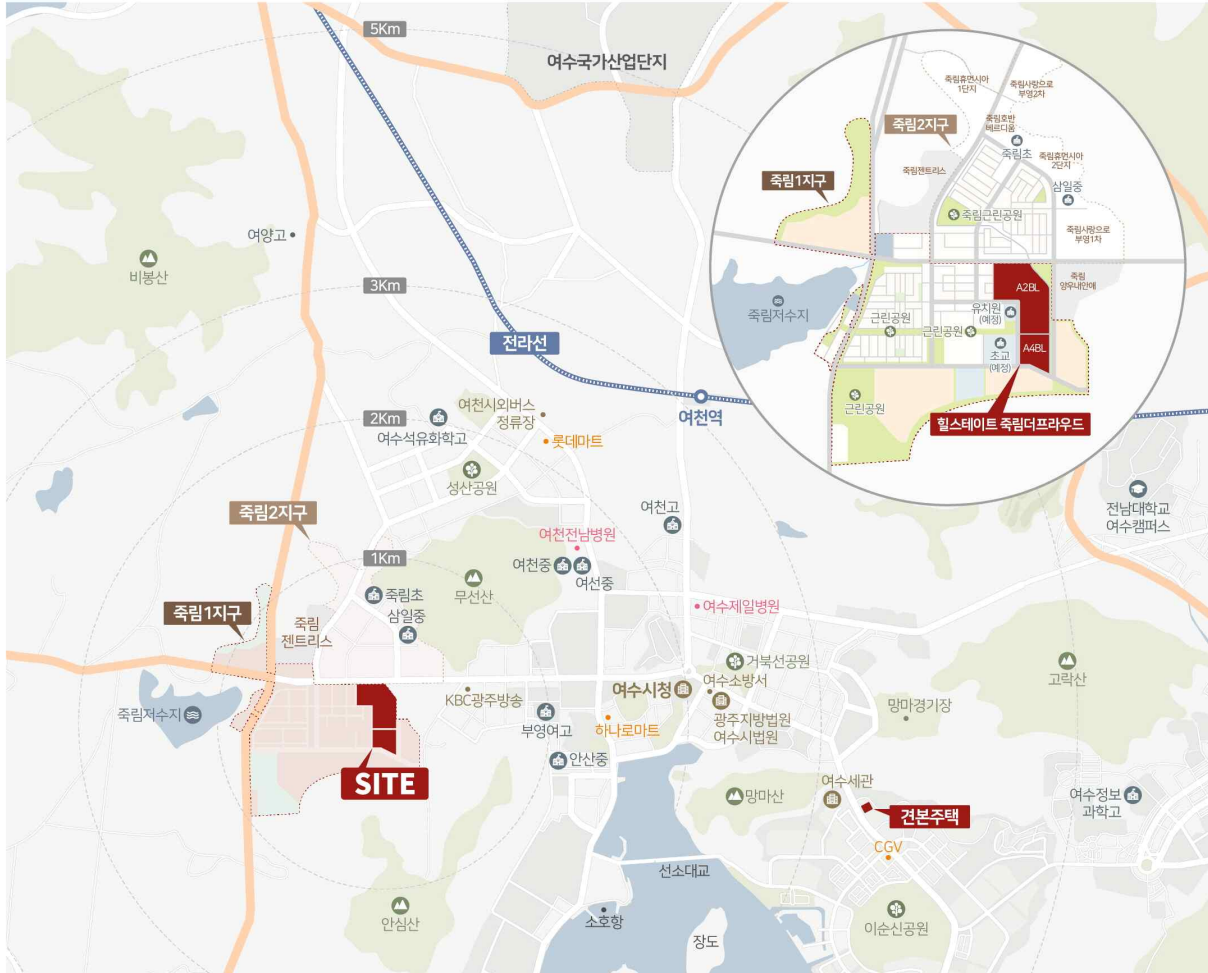 5Km
여수국가산업단지
죽림휴먼시아
1단지
죽림사랑으로
부영2차
죽림호반
베르디움
죽림2지구
죽림초
죽림휴먼시아
2단지
죽림젠트리스
삼일중
죽림1지구
죽림근린공원
죽림사랑으로
부영1차
죽림
양우내안애
A2BL
죽림저수지
유치원
(예정)
근린공원
근린공원
초교
(예정)
A4BL
근린공원
힐스테이트 죽림더프라우드
여양고
비봉산
3Km
전라선
여천역
여천시외버스
정류장
2Km
여수석유화학고
롯데마트
성산공원
전남대학교
여수캠퍼스
죽림2지구
여천고
여천전남병원
1Km
여천중
여선중
무선산
죽림초
삼일중
죽림1지구
죽림
젠트리스
여수제일병원
거북선공원
고락산
여수시청
여수소방서
KBC광주방송
죽림저수지
부영여고
하나로마트
광주지방법원
여수시법원
망마경기장
안산중
SITE
여수세관
망마산
견본주택
여수정보
과학고
CGV
선소대교
안심산
소호항
장도
이순신공원